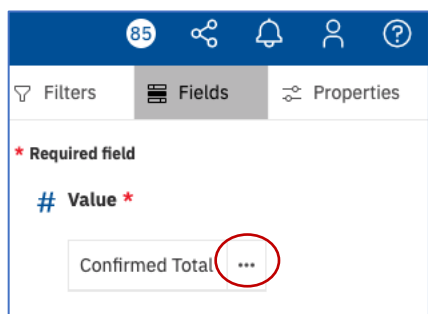 85
Filters Fields Properties
* Required field
# Value *
Confirmed Total ...